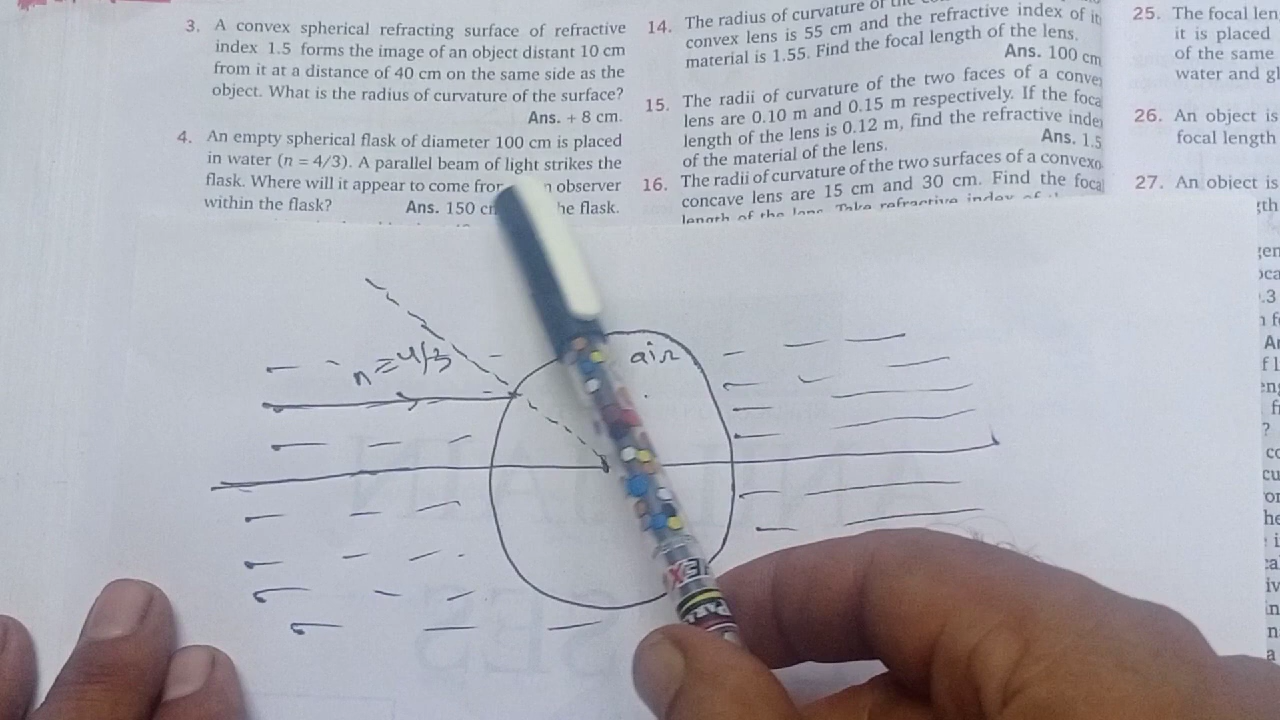 3. A convex spherical refracting surface of refractive
index 1.5 forms the image of an object distant 10 cm
from it at a distance of 40 cm on the same side as the
object. What is the radius of curvature of the surface?
Ans. + 8 cm.
4. An empty spherical flask of diameter 100 cm is placed
in water (n = 4/3). A parallel beam of light strikes the
flask. Where will it appear to come observer
within the flask? Ans. 150 he flask.
14. The radius of curvature of
convex lens is 55 cm and the refractive index of
material is 1.55. Find the focal length of the lens.
Ans. 100 cm
15. The radii of curvature of the two faces of a
lens are 0.10 m and 0.15 m respectively. If the
length of the lens is 0.12 m, find the refractive
of the material of the lens. Ans. 1.5
16. The radii of curvature of the two surfaces of a
concave lens are 15 cm and 30 cm. Find the
length of the lens. Take refractive index
25. The focal
it is placed
of the same
water and
26. An object is
focal length
27. An object is
n = 4/3
air